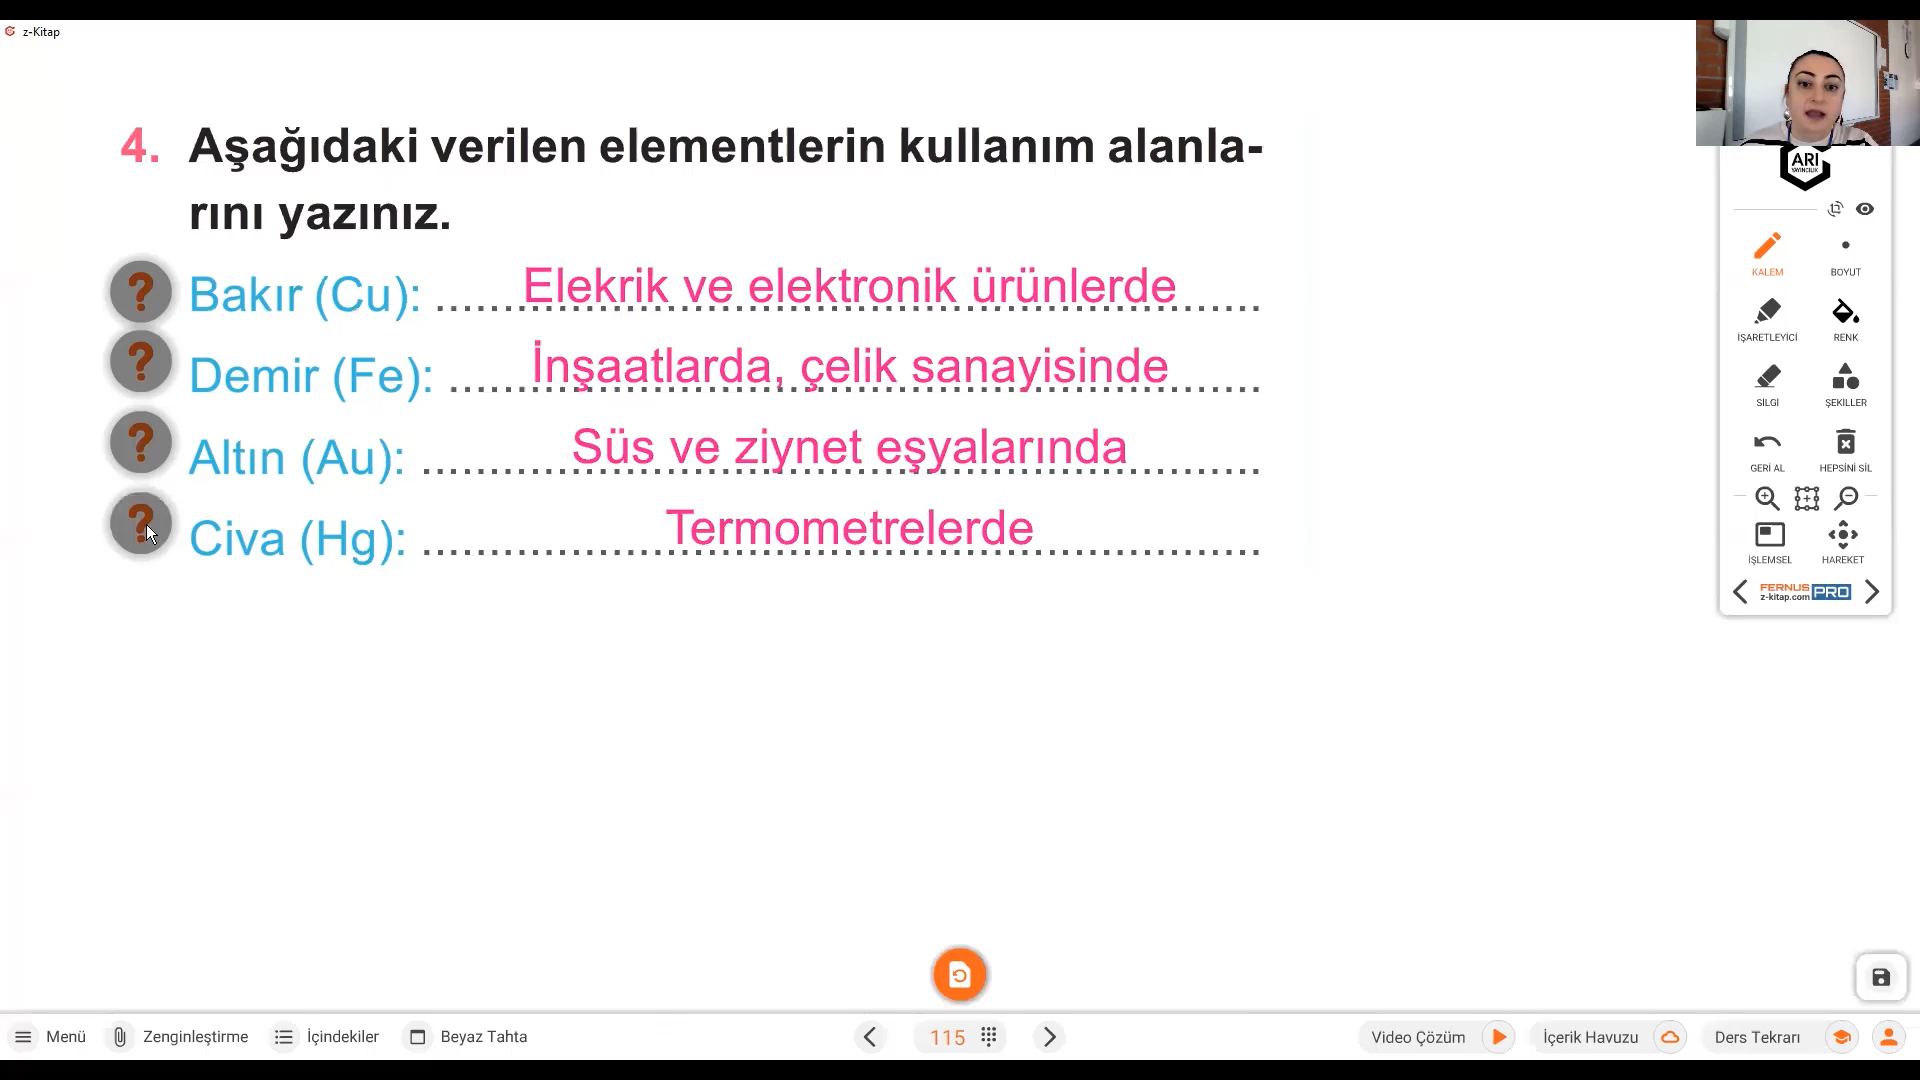 z-Kitap
4. Aşağıdaki verilen elementlerin kullanım alanla-
rını yazınız.
? Bakır (Cu): Elekrik ve elektronik ürünlerde
? Demir (Fe): İnşaatlarda, çelik sanayisinde
? Altın (Au): Süs ve ziynet eşyalarında
? Civa (Hg): Termometrelerde
ARI
YAYINCILIK
KALEM BOYUT
İŞARETLEYİCİ RENK
SİLGİ ŞEKİLLER
GERİ AL HEPSİNİ SİL
İŞLEMSEL HAREKET
FERNUS
z-kitap.com PRO
Menü Zenginleştirme İçindekiler Beyaz Tahta 115 Video Çözüm İçerik Havuzu Ders Tekrarı